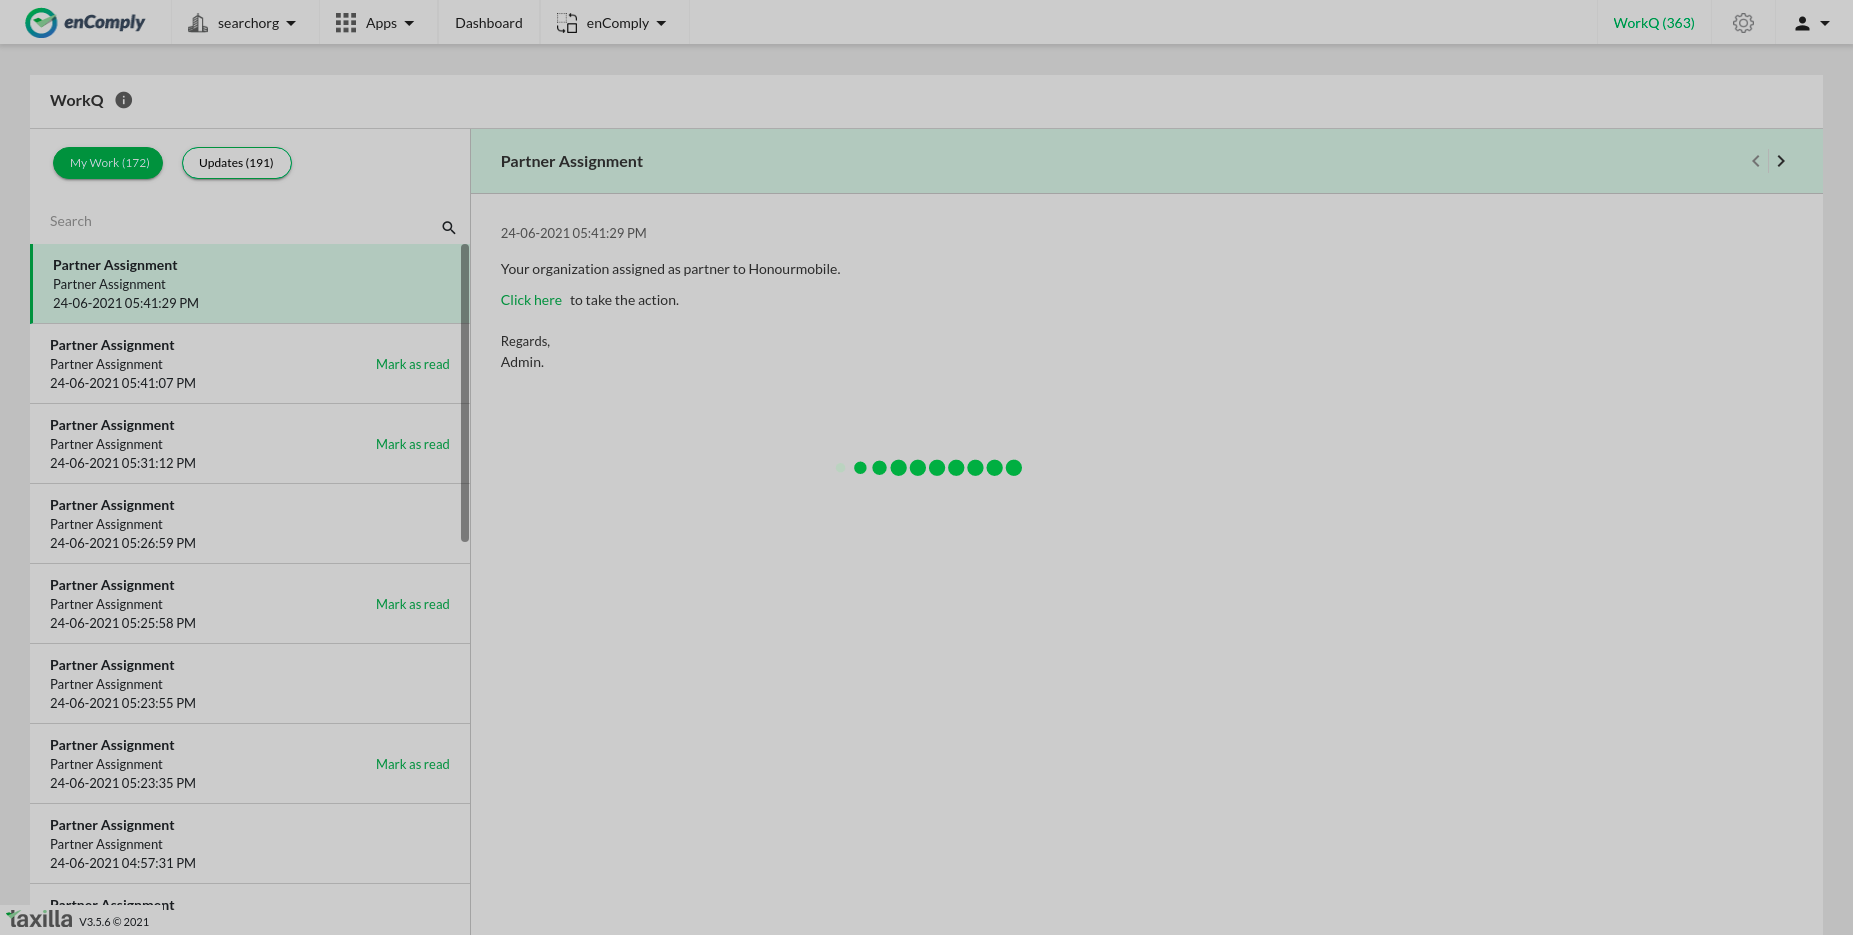 enComply
searchorg
Apps
Dashboard
enComply
WorkQ (363)
WorkQ
My Work (172)
Updates (191)
Search
Partner Assignment
Partner Assignment
24-06-2021 05:41:29 PM
Partner Assignment
Partner Assignment
Mark as read
24-06-2021 05:41:07 PM
Partner Assignment
Partner Assignment
Mark as read
24-06-2021 05:31:12 PM
Partner Assignment
Partner Assignment
24-06-2021 05:26:59 PM
Partner Assignment
Partner Assignment
Mark as read
24-06-2021 05:25:58 PM
Partner Assignment
Partner Assignment
24-06-2021 05:23:55 PM
Partner Assignment
Partner Assignment
Mark as read
24-06-2021 05:23:35 PM
Partner Assignment
Partner Assignment
24-06-2021 04:57:31 PM
Partner Assignment
Partner Assignment
24-06-2021 05:41:29 PM
Your organization assigned as partner to Honourmobile.
Click here to take the action.
Regards,
Admin.
taxilla V3.5.6 © 2021